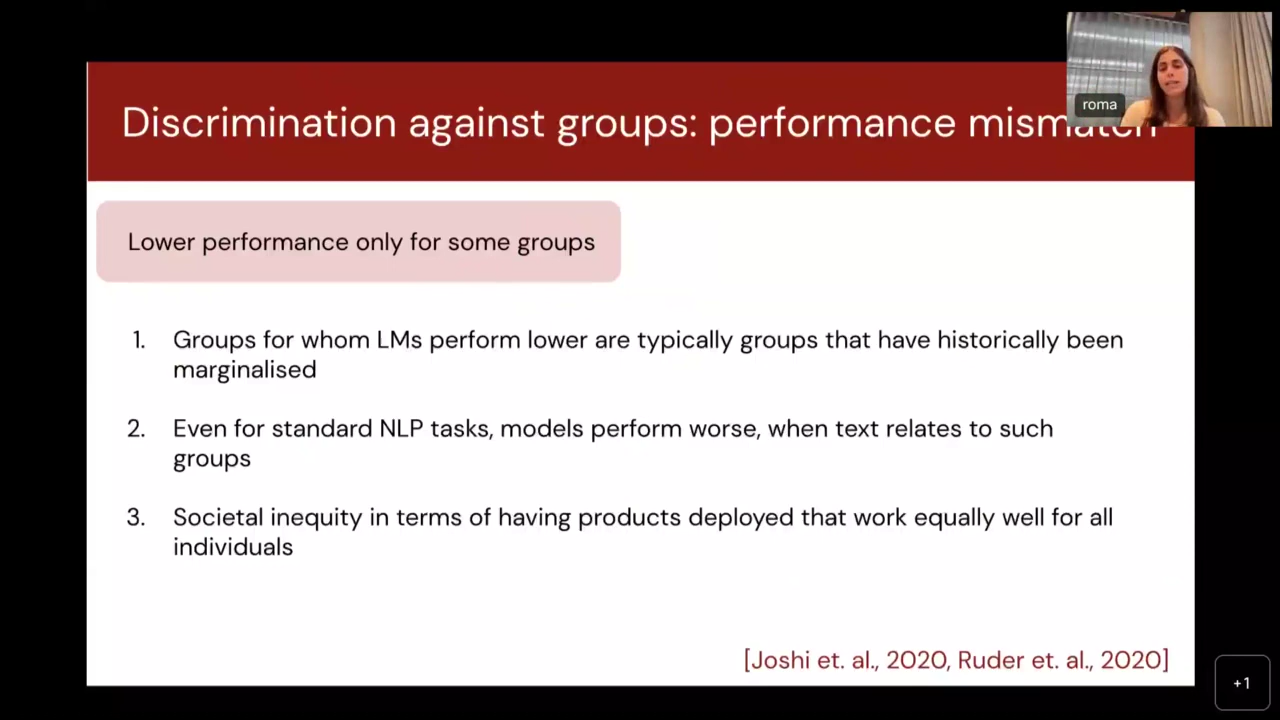 Discrimination against groups: performance mismatch
roma
Lower performance only for some groups
1. Groups for whom LMs perform lower are typically groups that have historically been
marginalised
2. Even for standard NLP tasks, models perform worse, when text relates to such
groups
3. Societal inequity in terms of having products deployed that work equally well for all
individuals
[Joshi et. al., 2020, Ruder et. al., 2020]
+1